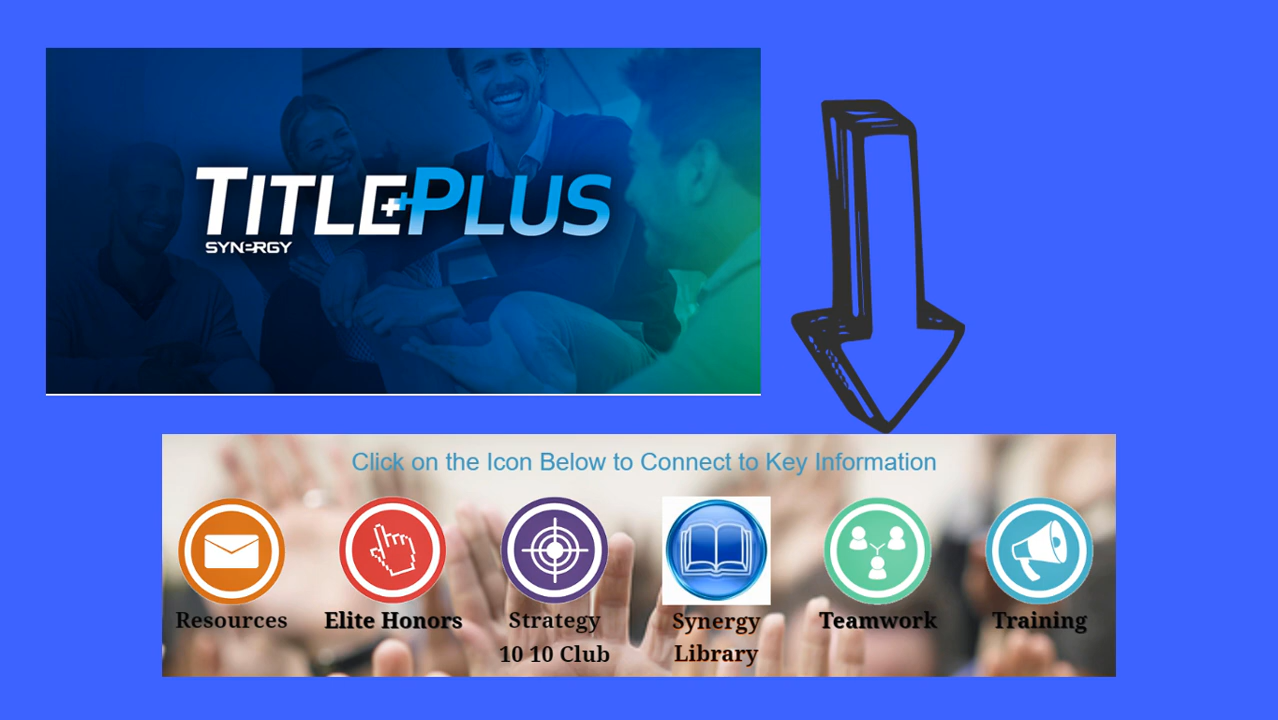 TITLEPLUS
SYNERGY
Click on the Icon Below to Connect to Key Information
Resources
Elite Honors
Strategy
10 10 Club
Synergy
Library
Teamwork
Training